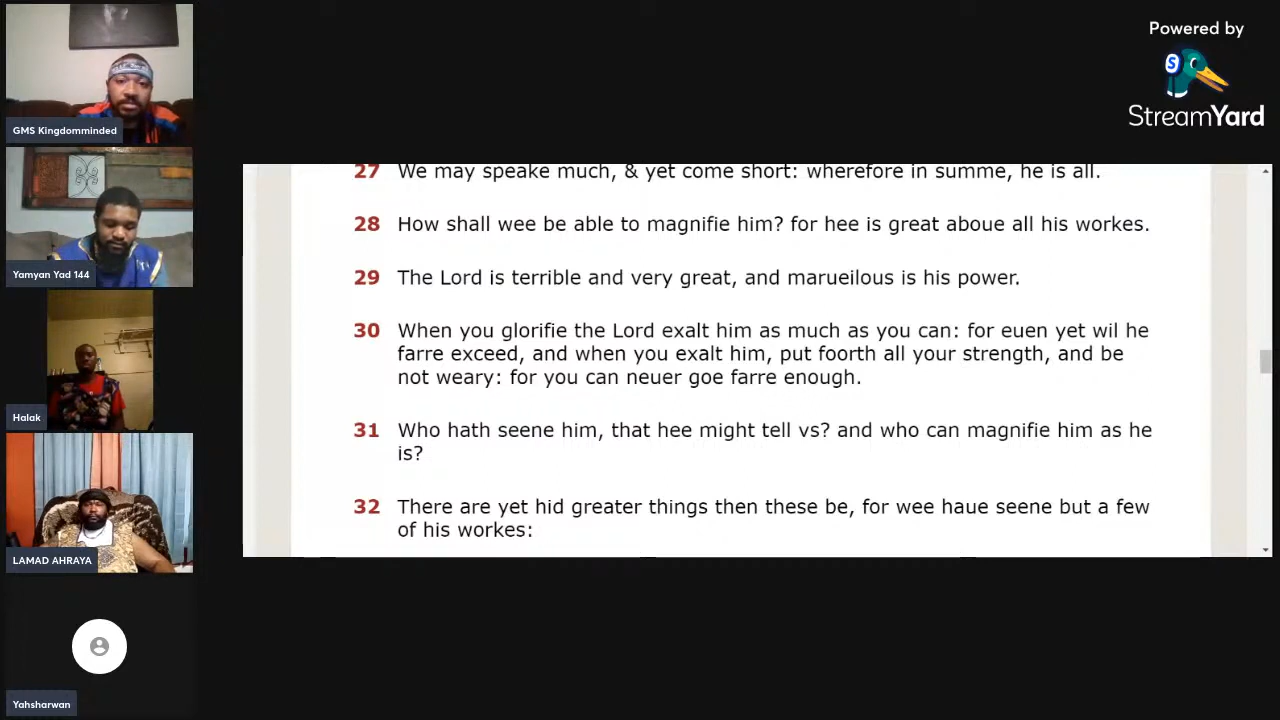 Powered by
S
StreamYard
GMS Kingdomminded
Yamyan Yad 144
Halak
LAMAD AHRAYA
Yahsharwan
27 We may speake much, & yet come short: wherefore in summe, he is all.
28 How shall wee be able to magnifie him? for hee is great aboue all his workes.
29 The Lord is terrible and very great, and marueilous is his power.
30 When you glorifie the Lord exalt him as much as you can: for euen yet wil he
farre exceed, and when you exalt him, put foorth all your strength, and be
not weary: for you can neuer goe farre enough.
31 Who hath seene him, that hee might tell vs? and who can magnifie him as he
is?
32 There are yet hid greater things then these be, for wee haue seene but a few
of his workes: